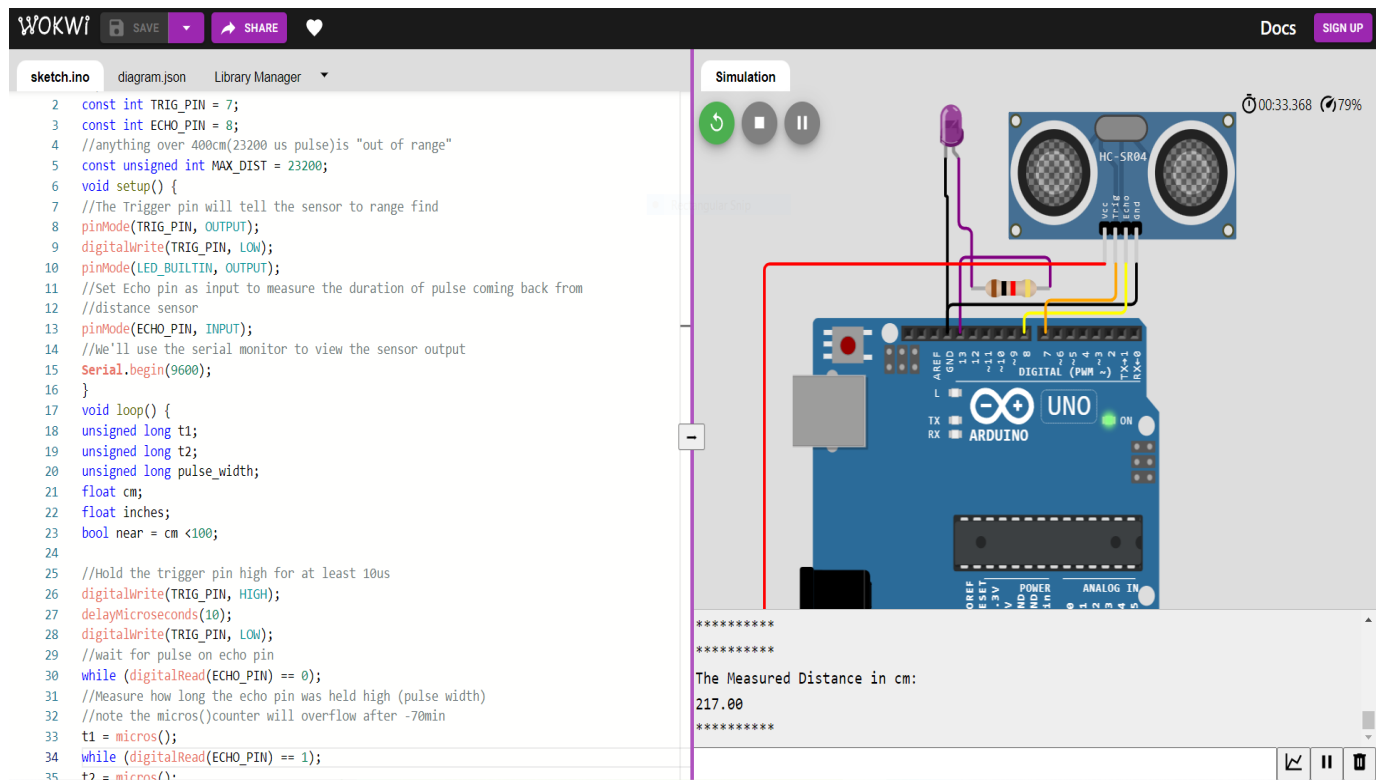 WOKWi SAVE SHARE Docs SIGN UP
sketch.ino diagram.json Library Manager
2 const int TRIG_PIN = 7;
3 const int ECHO_PIN = 8;
4 //anything over 400cm(23200 us pulse)is "out of range"
5 const unsigned int MAX_DIST = 23200;
6 void setup() {
7 //The Trigger pin will tell the sensor to range find
8 pinMode(TRIG_PIN, OUTPUT);
9 digitalWrite(TRIG_PIN, LOW);
10 pinMode(LED_BUILTIN, OUTPUT);
11 //Set Echo pin as input to measure the duration of pulse coming back from
12 //distance sensor
13 pinMode(ECHO_PIN, INPUT);
14 //We'll use the serial monitor to view the sensor output
15 Serial.begin(9600);
16 }
17 void loop() {
18 unsigned long t1;
19 unsigned long t2;
20 unsigned long pulse_width;
21 float cm;
22 float inches;
23 bool near = cm <100;
24
25 //Hold the trigger pin high for at least 10us
26 digitalWrite(TRIG_PIN, HIGH);
27 delayMicroseconds(10);
28 digitalWrite(TRIG_PIN, LOW);
29 //wait for pulse on echo pin
30 while (digitalRead(ECHO_PIN) == 0);
31 //Measure how long the echo pin was held high (pulse width)
32 //note the micros()counter will overflow after -70min
33 t1 = micros();
34 while (digitalRead(ECHO_PIN) == 1);
35 t2 = micros();
Simulation
00:33.368 79%
HC-SR04
Vcc
Trig
Echo
Gnd
AREF
GND
13
12
~11
~10
~9
8
7
~6
~5
4
~3
2
TX→1
RX←0
DIGITAL (PWM ~)
L
TX
RX
UNO
ON
ARDUINO
POWER
ANALOG IN
**********
**********
The Measured Distance in cm:
217.00
**********